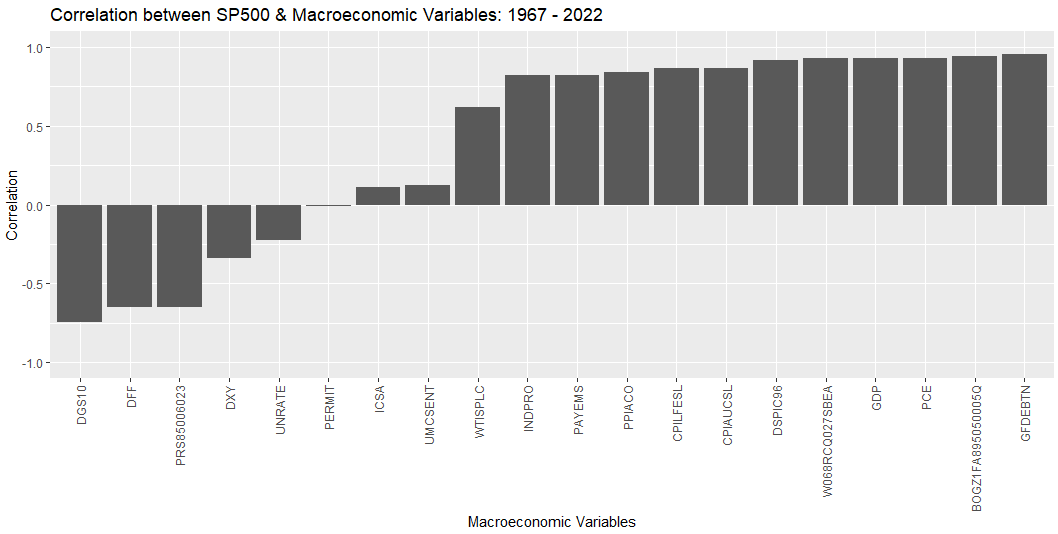 Correlation between SP500 & Macroeconomic Variables: 1967 - 2022
Correlation
1.0
0.5
0.0
-0.5
-1.0
DGS10
DFF
PRS85006023
DXY
UNRATE
PERMIT
ICSA
UMCSENT
WTISPLC
INDPRO
PAYEMS
PPIACO
CPILFESL
CPIAUCSL
DSPIC96
W068RCQ027SBEA
GDP
PCE
BOGZ1FA895050005Q
GFDEBTN
Macroeconomic Variables